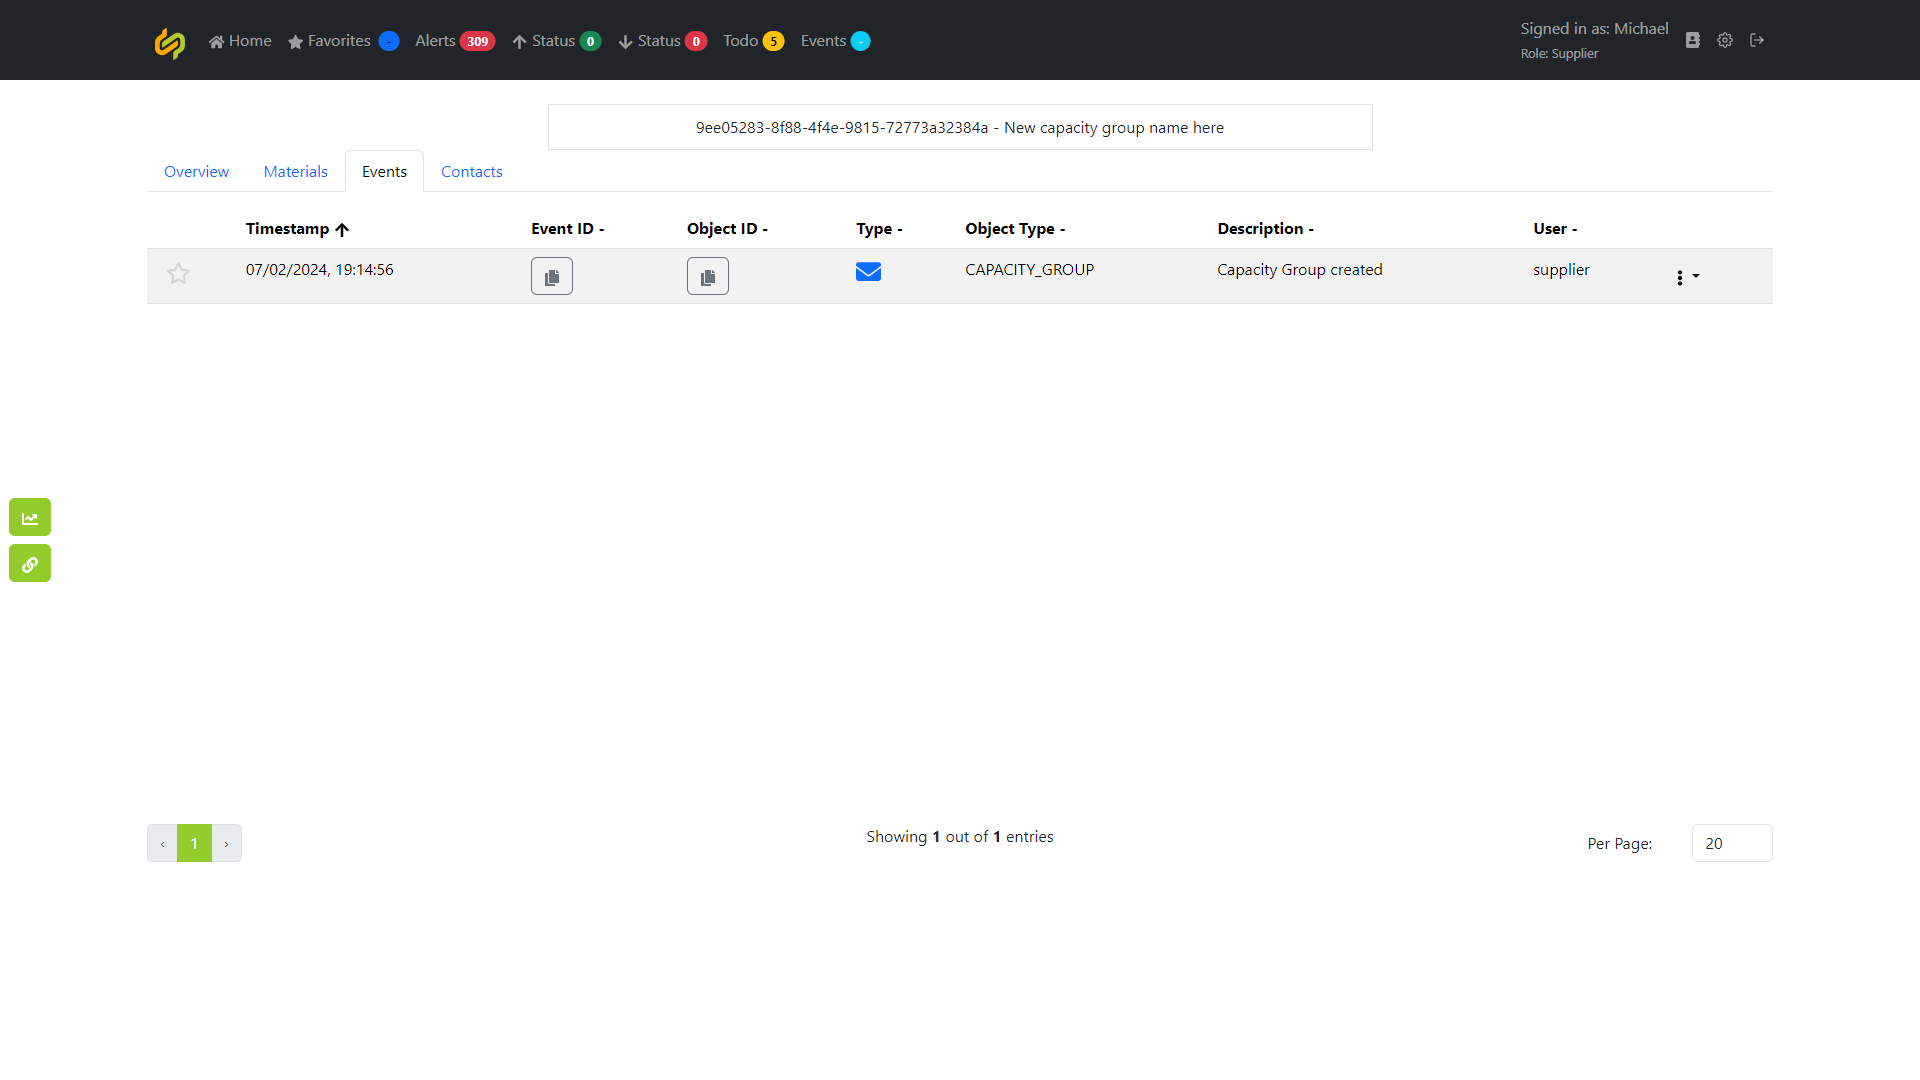 Home Favorites - Alerts 309 Status 0 Status 0 Todo 5 Events -
Signed in as: Michael
Role: Supplier
9ee05283-8f88-4f4e-9815-72773a32384a - New capacity group name here
Overview Materials Events Contacts
Timestamp Event ID - Object ID - Type - Object Type - Description - User -
07/02/2024, 19:14:56 CAPACITY_GROUP Capacity Group created supplier
‹ 1 › Showing 1 out of 1 entries Per Page: 20